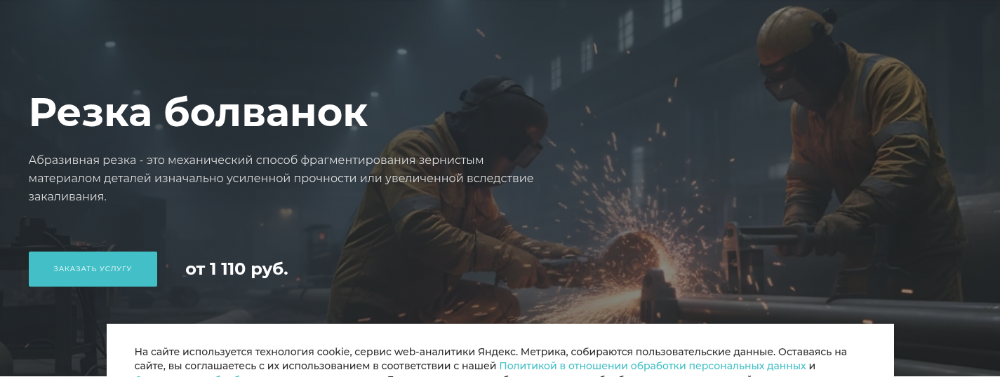 Резка болванок
Абразивная резка - это механический способ фрагментирования зернистым
материалом деталей изначально усиленной прочности или увеличенной вследствие
закаливания.
ЗАКАЗАТЬ УСЛУГУ
от 1 110 руб.
На сайте используется технология cookie, сервис web-аналитики Яндекс. Метрика, собираются пользовательские данные. Оставаясь на
сайте, вы соглашаетесь с их использованием в соответствии с нашей Политикой в отношении обработки персональных данных и